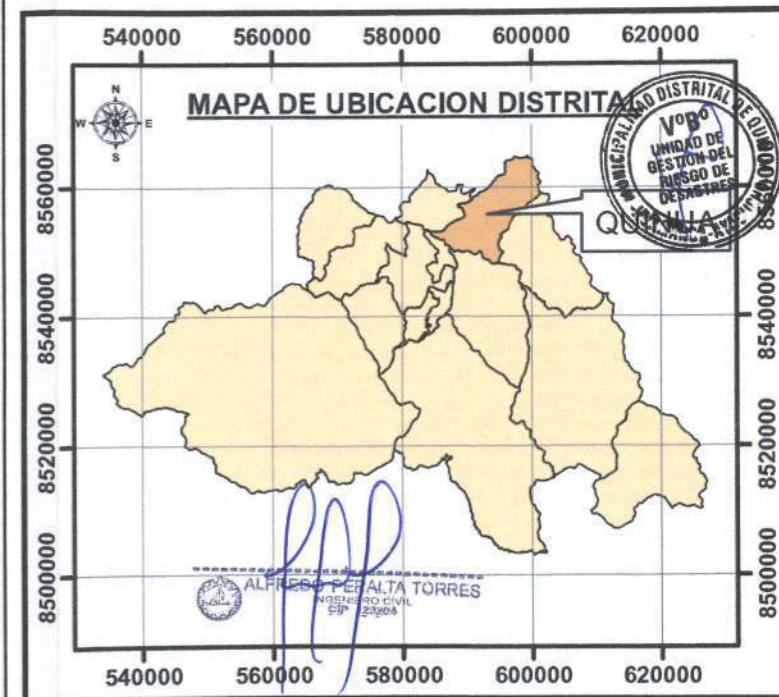 540000 560000 580000 600000 620000
MAPA DE UBICACION DISTRITAL
N
W E
S
MUNICIPALIDAD DISTRITAL DE
VºBº
UNIDAD DE
GESTION DEL
RIESGO DE
DESASTRES
QUINUA
8560000 8560000
8540000 8540000
8520000 8520000
8500000 8500000
ALFREDO PERALTA TORRES
INGENIERO CIVIL
CIP
540000 560000 580000 600000 620000